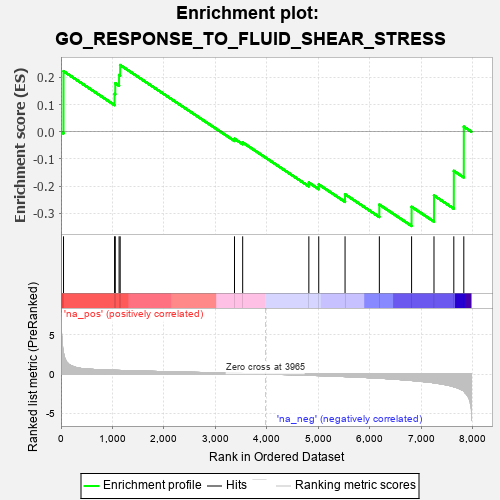 Enrichment plot:
GO_RESPONSE_TO_FLUID_SHEAR_STRESS
Enrichment score (ES)
0.2
0.1
0.0
-0.1
-0.2
-0.3
'na_pos' (positively correlated)
Ranked list metric (PreRanked)
5
0
-5
Zero cross at 3965
'na_neg' (negatively correlated)
0
1,000
2,000
3,000
4,000
5,000
6,000
7,000
8,000
Rank in Ordered Dataset
Enrichment profile
Hits
Ranking metric scores